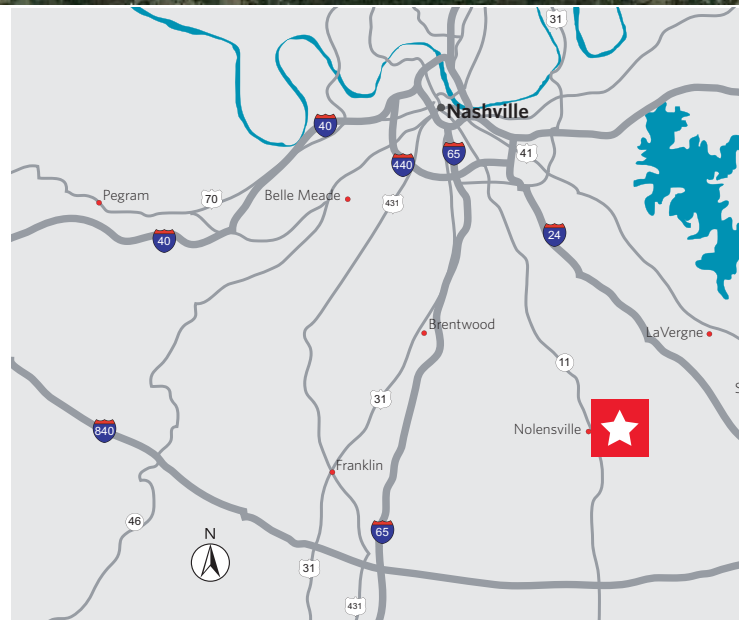 31
Nashville
40
65
440
41
Pegram
70
Belle Meade
431
40
24
Brentwood
LaVergne
11
31
Nolensville
840
Franklin
46
N
65
31
431
S